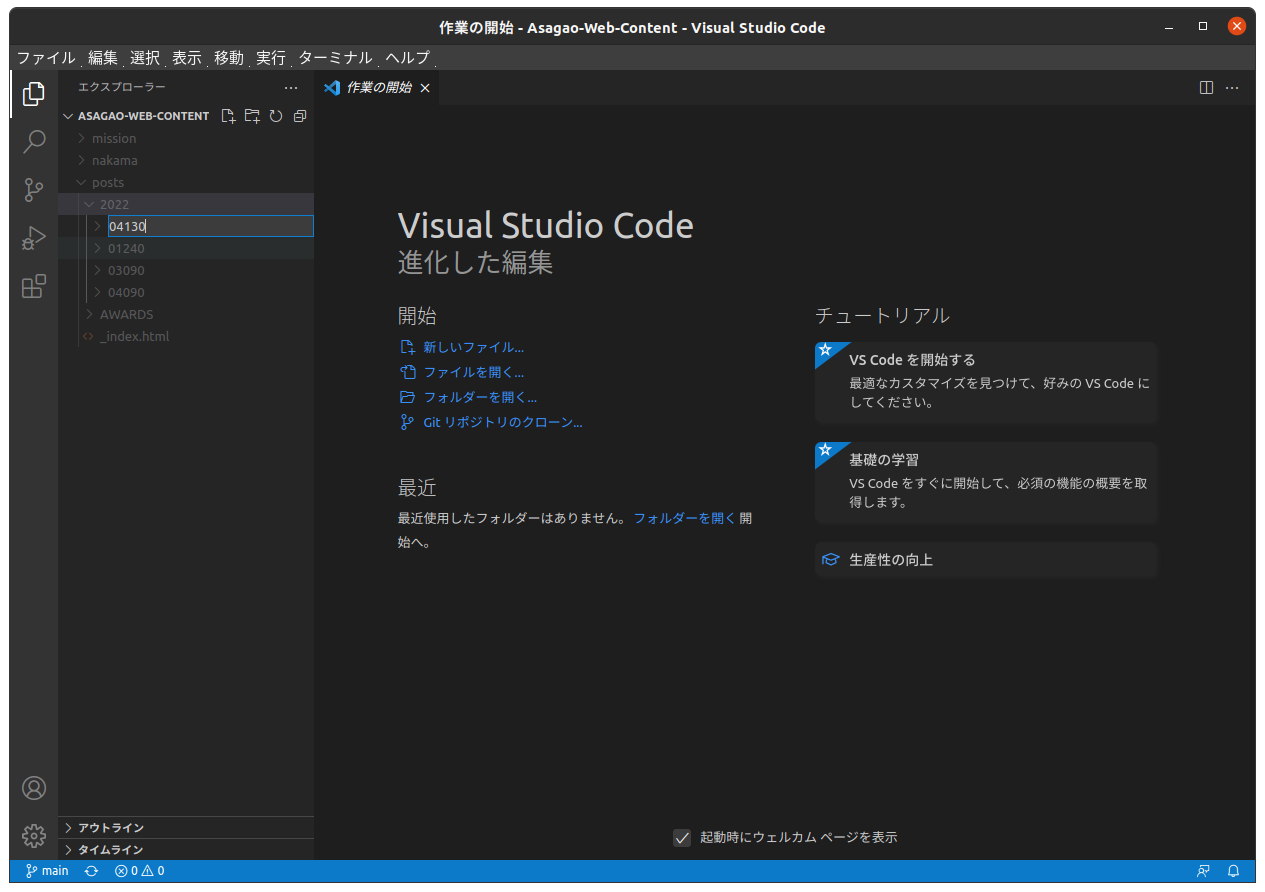 作業の開始 - Asagao-Web-Content - Visual Studio Code
ファイル 編集 選択 表示 移動 実行 ターミナル ヘルプ
エクスプローラー
作業の開始
ASAGAO-WEB-CONTENT
mission
nakama
posts
2022
04130
01240
03090
04090
AWARDS
_index.html
アウトライン
タイムライン
Visual Studio Code
進化した編集
開始
新しいファイル...
ファイルを開く...
フォルダーを開く...
Git リポジトリのクローン...
最近
最近使用したフォルダーはありません。 フォルダーを開く 開
始へ。
チュートリアル
VS Code を開始する
最適なカスタマイズを見つけて、好みの VS Code に
してください。
基礎の学習
VS Code をすぐに開始して、必須の機能の概要を取
得します。
生産性の向上
起動時にウェルカム ページを表示
main 0 0